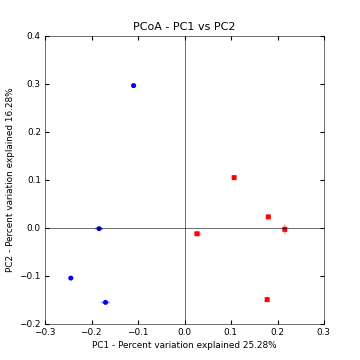 PCoA - PC1 vs PC2
0.4
0.3
0.2
0.1
0.0
−0.1
−0.2
PC2 - Percent variation explained 16.28%
−0.3 −0.2 −0.1 0.0 0.1 0.2 0.3
PC1 - Percent variation explained 25.28%